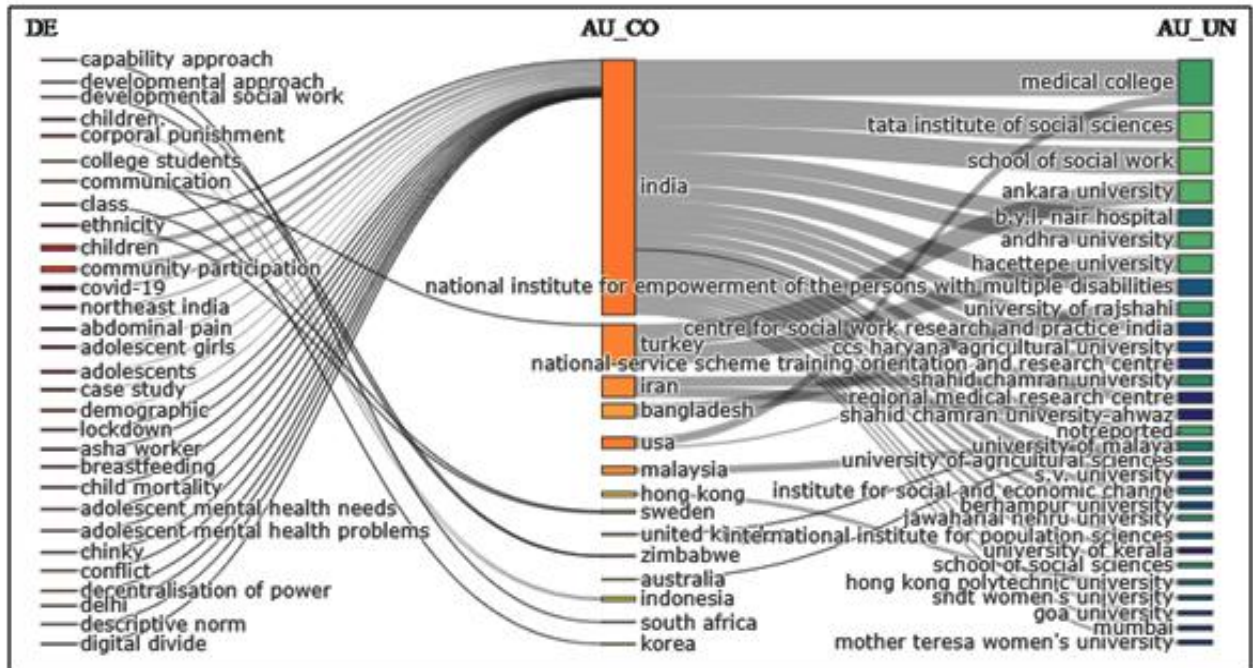 DE
AU_CO
AU_UN
capability approach
developmental approach
developmental social work
children.
corporal punishment
college students
communication
class
ethnicity
children
community participation
covid-19
northeast india
abdominal pain
adolescent girls
adolescents
case study
demographic
lockdown
asha worker
breastfeeding
child mortality
adolescent mental health needs
adolescent mental health problems
chinky
conflict
decentralisation of power
delhi
descriptive norm
digital divide
india
turkey
iran
bangladesh
usa
malaysia
hong kong
sweden
united
zimbabwe
australia
indonesia
south africa
korea
medical college
tata institute of social sciences
school of social work
ankara university
b.y.l. nair hospital
andhra university
hacettepe university
national institute for empowerment of the persons with multiple disabilities
university of rajshahi
centre for social work research and practice india
ccs haryana agricultural university
national service scheme training orientation and research centre
shahid chamran university
regional medical research centre
shahid chamran university-ahwaz
notreported
university of malaya
university of agricultural sciences
s.v. university
institute for social and economic change
berhampur university
jawaharlal nehru university
international institute for population sciences
university of kerala
school of social sciences
hong kong polytechnic university
sndt women's university
goa university
mumbai
mother teresa women's university